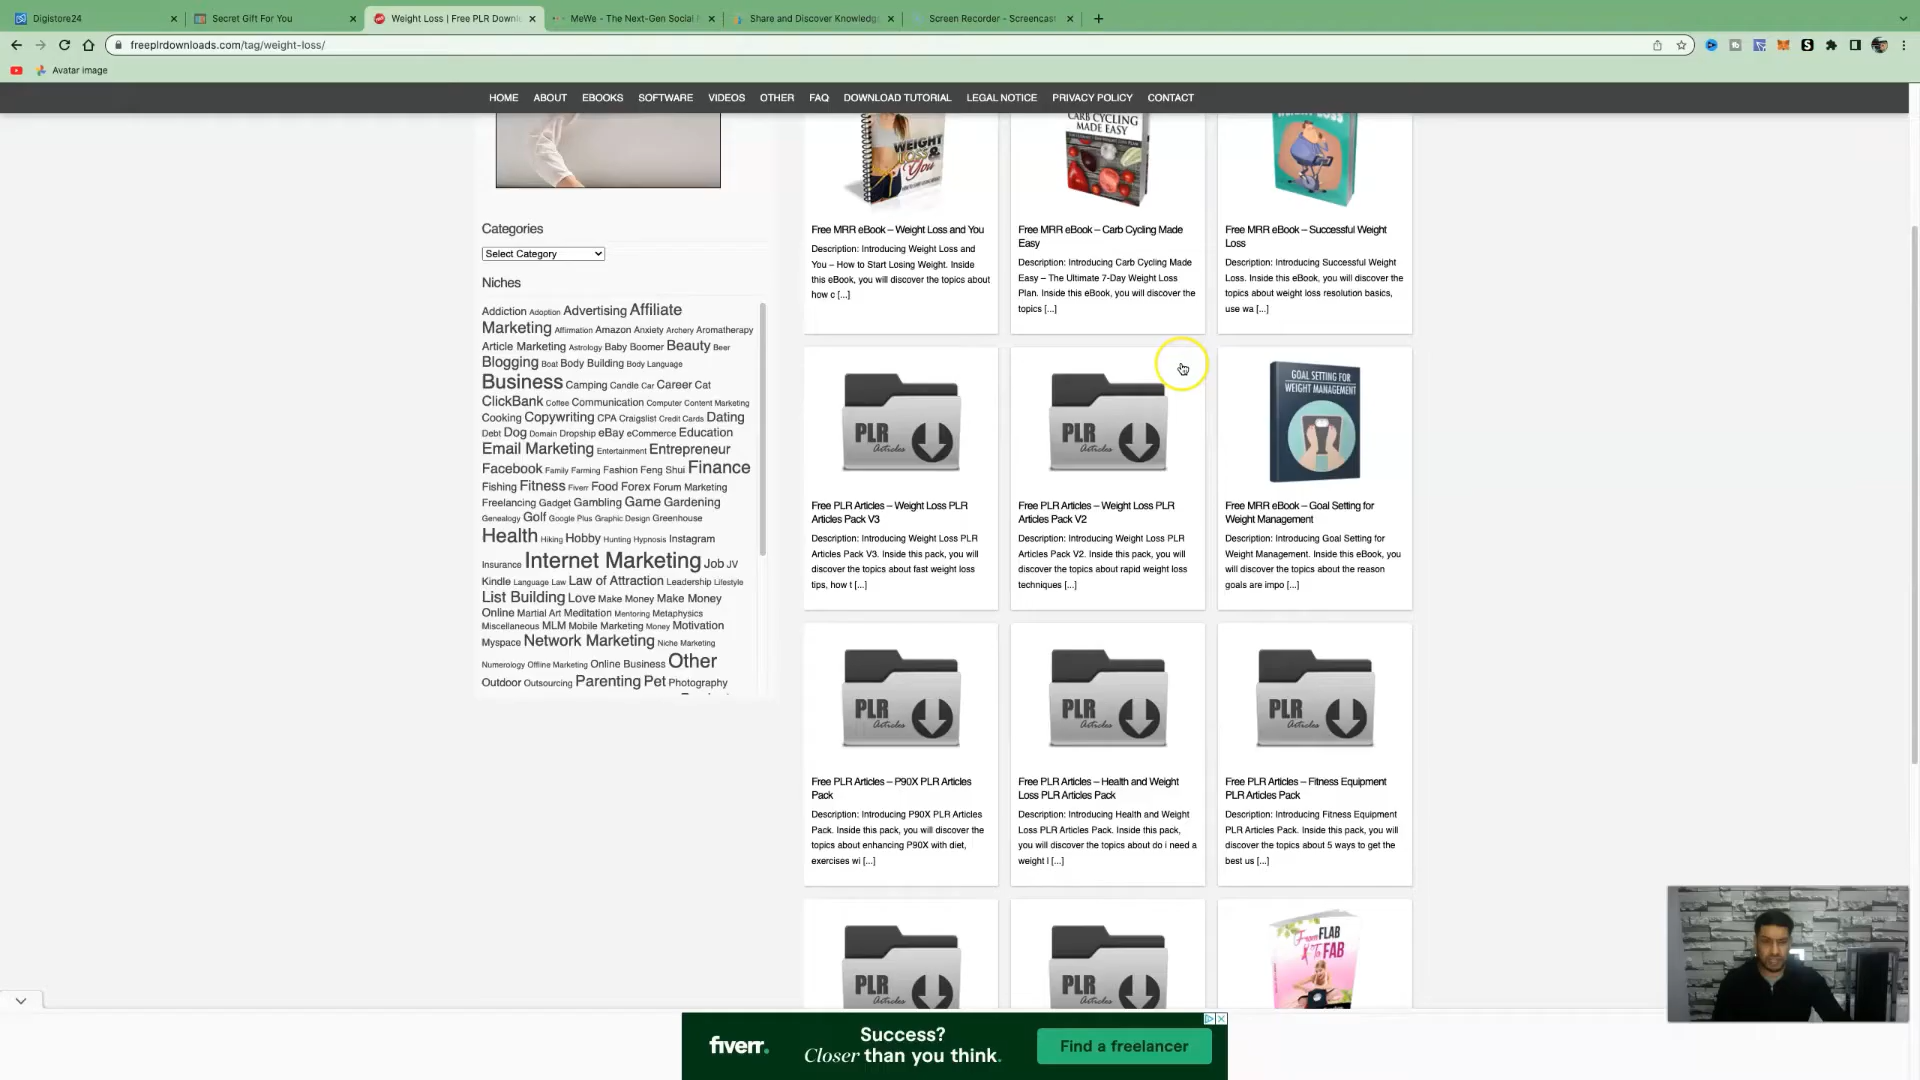 Digistore24
Secret Gift For You
Weight Loss | Free PLR Downl
MeWe - The Next-Gen Social
Share and Discover Knowledge
Screen Recorder - Screencast
freeplrdownloads.com/tag/weight-loss/
Avatar image
HOME ABOUT EBOOKS SOFTWARE VIDEOS OTHER FAQ DOWNLOAD TUTORIAL LEGAL NOTICE PRIVACY POLICY CONTACT
Categories
Select Category
Niches
Addiction Adoption Advertising Affiliate
Marketing Affirmation Amazon Anxiety Archery Aromatherapy
Article Marketing Astrology Baby Boomer Beauty Beer
Blogging Boat Body Building Body Language
Business Camping Candle Car Career Cat
ClickBank Coffee Communication Computer Content Marketing
Cooking Copywriting CPA Craigslist Credit Cards Dating
Debt Dog Domain Dropship eBay eCommerce Education
Email Marketing Entertainment Entrepreneur
Facebook Family Farming Fashion Feng Shui Finance
Fishing Fitness Fiverr Food Forex Forum Marketing
Freelancing Gadget Gambling Game Gardening
Genealogy Golf Google Plus Graphic Design Greenhouse
Health Hiking Hobby Hunting Hypnosis Instagram
Insurance Internet Marketing Job JV
Kindle Language Law Law of Attraction Leadership Lifestyle
List Building Love Make Money Make Money
Online Martial Art Meditation Mentoring Metaphysics
Miscellaneous MLM Mobile Marketing Money Motivation
Myspace Network Marketing Niche Marketing
Numerology Offline Marketing Online Business Other
Outdoor Outsourcing Parenting Pet Photography
WEIGHT
LOSS
&
You
Free MRR eBook – Weight Loss and You
Description: Introducing Weight Loss and
You – How to Start Losing Weight. Inside
this eBook, you will discover the topics about
how c [...]
CARB CYCLING
MADE EASY
Free MRR eBook – Carb Cycling Made
Easy
Description: Introducing Carb Cycling Made
Easy – The Ultimate 7-Day Weight Loss
Plan. Inside this eBook, you will discover the
topics [...]
Free MRR eBook – Successful Weight
Loss
Description: Introducing Successful Weight
Loss. Inside this eBook, you will discover the
topics about weight loss resolution basics,
use wa [...]
PLR
Articles
Free PLR Articles – Weight Loss PLR
Articles Pack V3
Description: Introducing Weight Loss PLR
Articles Pack V3. Inside this pack, you will
discover the topics about fast weight loss
tips, how t [...]
PLR
Articles
Free PLR Articles – Weight Loss PLR
Articles Pack V2
Description: Introducing Weight Loss PLR
Articles Pack V2. Inside this pack, you will
discover the topics about rapid weight loss
techniques [...]
GOAL SETTING FOR
WEIGHT MANAGEMENT
Free MRR eBook – Goal Setting for
Weight Management
Description: Introducing Goal Setting for
Weight Management. Inside this eBook, you
will discover the topics about the reason
goals are impo [...]
PLR
Articles
Free PLR Articles – P90X PLR Articles
Pack
Description: Introducing P90X PLR Articles
Pack. Inside this pack, you will discover the
topics about enhancing P90X with diet,
exercises wi [...]
PLR
Articles
Free PLR Articles – Health and Weight
Loss PLR Articles Pack
Description: Introducing Health and Weight
Loss PLR Articles Pack. Inside this pack,
you will discover the topics about do i need a
weight l [...]
PLR
Articles
Free PLR Articles – Fitness Equipment
PLR Articles Pack
Description: Introducing Fitness Equipment
PLR Articles Pack. Inside this pack, you will
discover the topics about 5 ways to get the
best us [...]
PLR
Articles
PLR
Articles
From FLAB
To FAB
fiverr.
Success?
Closer than you think.
Find a freelancer